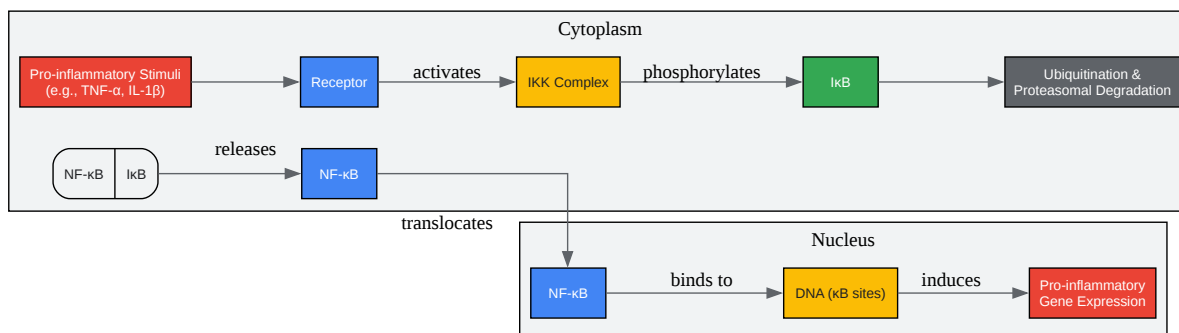 Cytoplasm
Pro-inflammatory Stimuli
(e.g., TNF-α, IL-1β)
Receptor
activates
IKK Complex
phosphorylates
IκB
Ubiquitination &
Proteasomal Degradation
NF-κB
IκB
releases
NF-κB
translocates
Nucleus
NF-κB
binds to
DNA (κB sites)
induces
Pro-inflammatory
Gene Expression